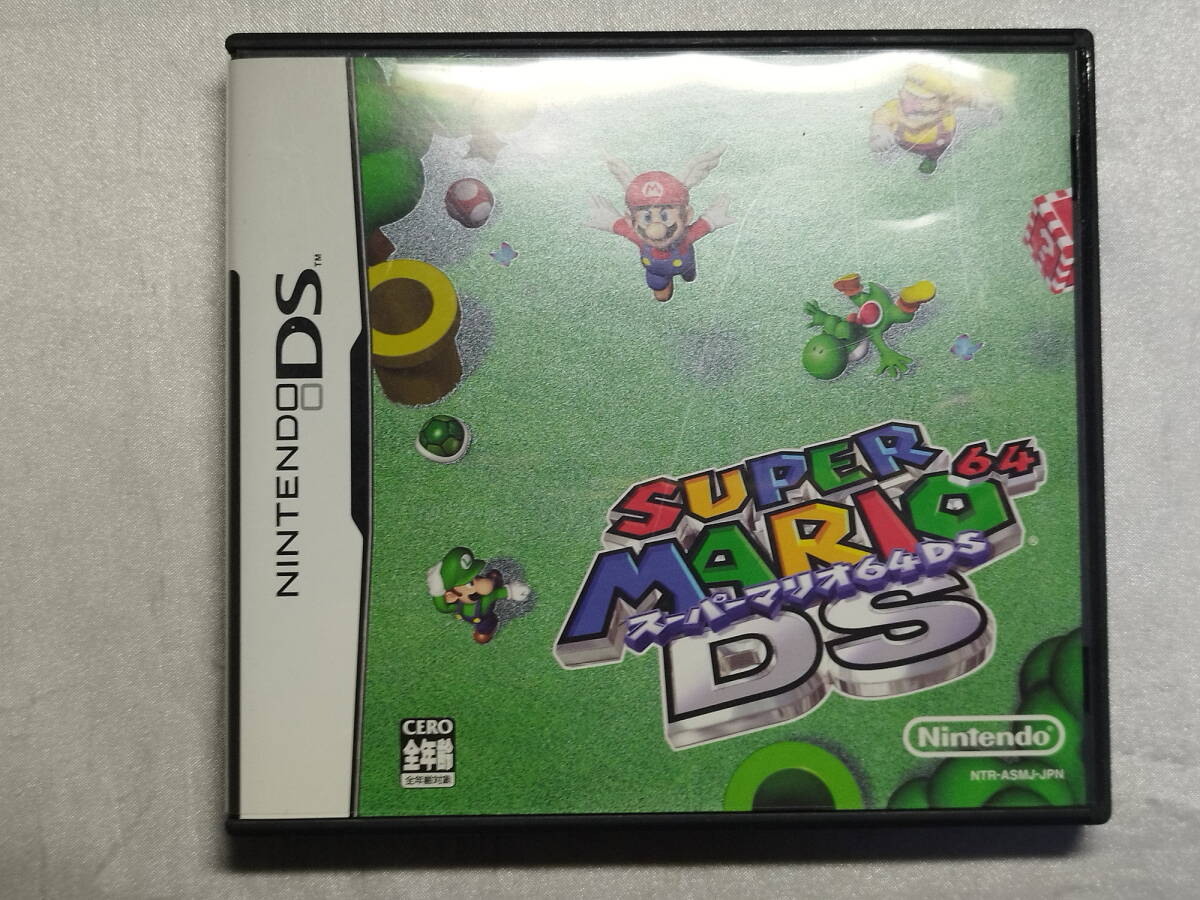 NINTENDO DS™
M
SUPER
MARIO 64®
スーパーマリオ64DS
DS
CERO
全年齢
全年齢対象
Nintendo®
NTR-ASMJ-JPN